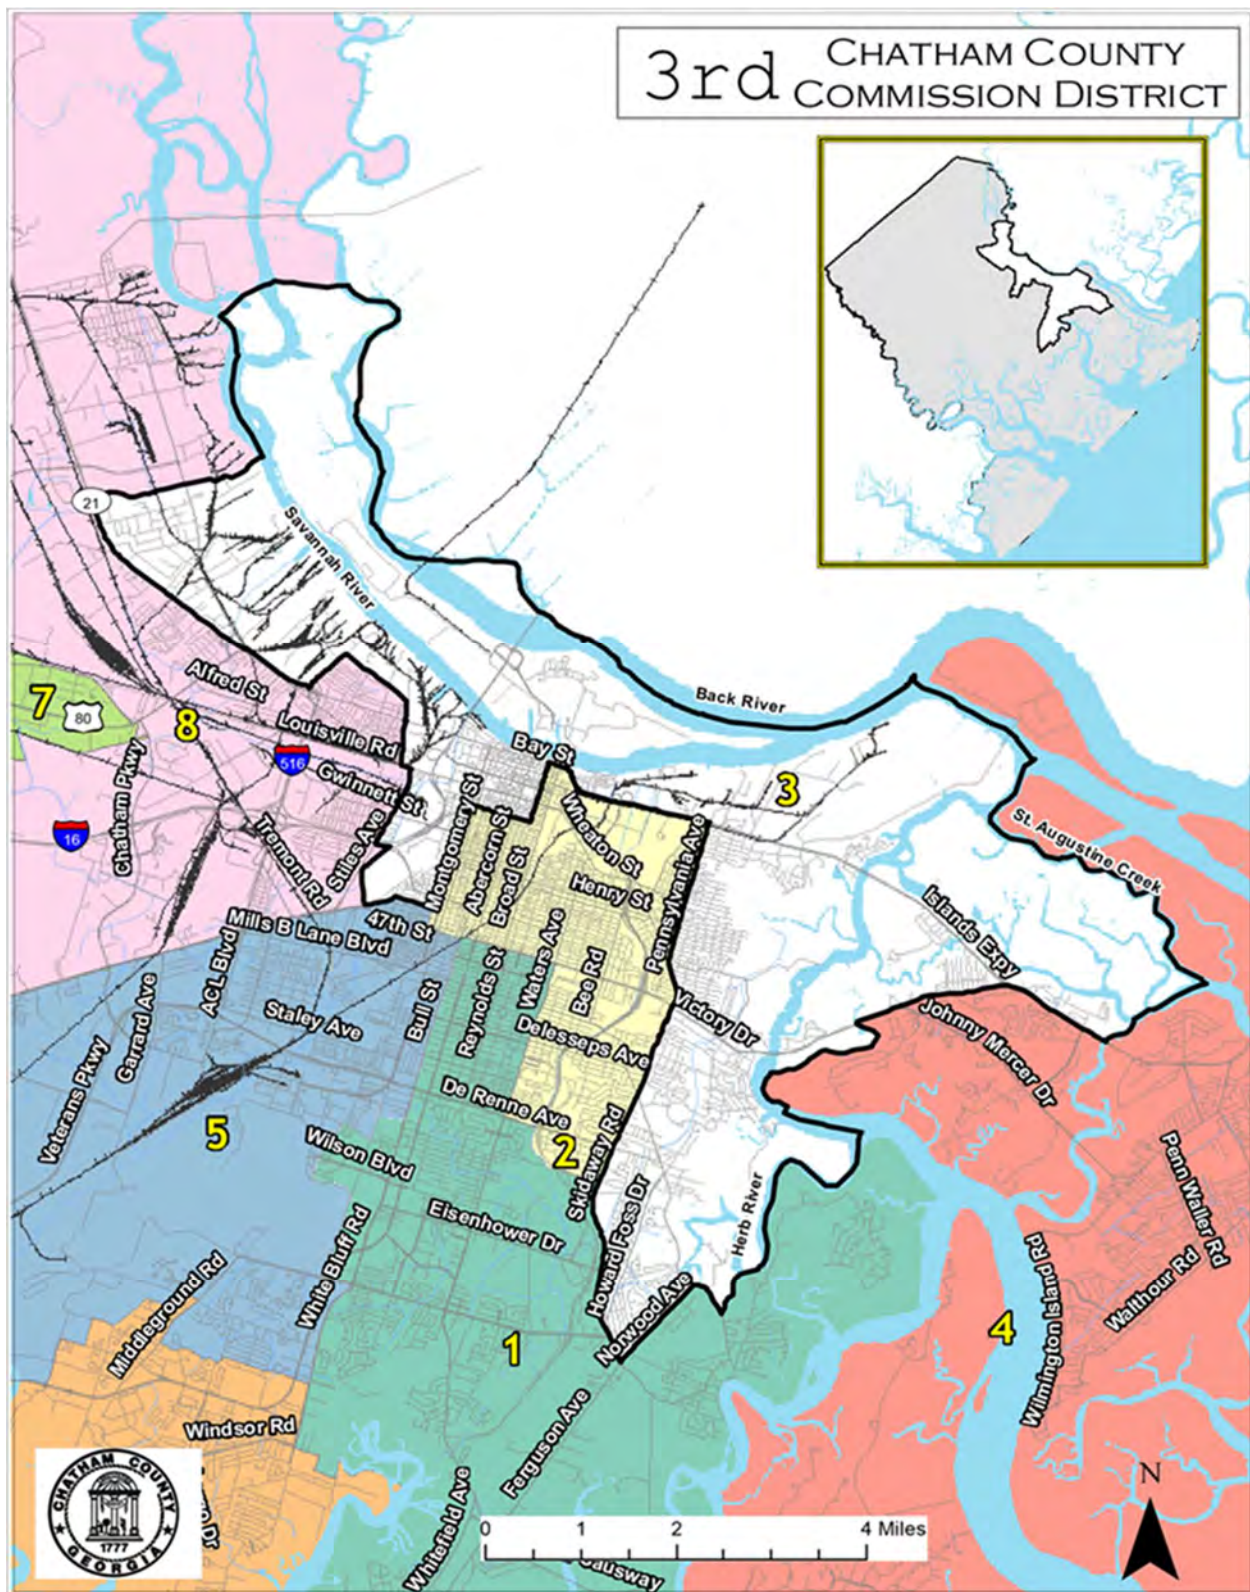 3rd
CHATHAM COUNTY
COMMISSION DISTRICT
21
Savannah River
Back River
Alfred St
7
80
8
Louisville Rd
516
Bay St
Gwinnett St
3
16
Chatham Pkwy
Tremont Rd
Stiles Ave
Montgomery St
Abercorn St
Broad St
Wheaton St
Henry St
Pennsylvania Ave
St. Augustine Creek
Islands Expy
Mills B Lane Blvd
47th St
ACL Blvd
Garrard Ave
Veterans Pkwy
Staley Ave
Bull St
Reynolds St
Waters Ave
Bee Rd
Victory Dr
Delesseps Ave
Johnny Mercer Dr
De Renne Ave
5
Wilson Blvd
2
Skidaway Rd
Penn Waller Rd
Eisenhower Dr
Howard Foss Dr
Herb River
White Bluff Rd
Middleground Rd
Norwood Ave
1
4
Wilmington Island Rd
Walthour Rd
Windsor Rd
Ferguson Ave
Whitefield Ave
CHATHAM COUNTY
1777
GEORGIA
Dr
0 1 2 4 Miles
Causway
N